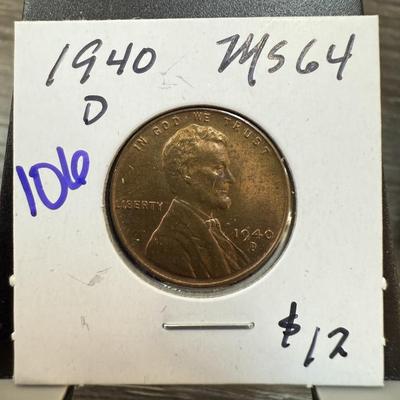 1940 MS64
D
106
IN GOD WE TRUST
LIBERTY
1940
D
$12